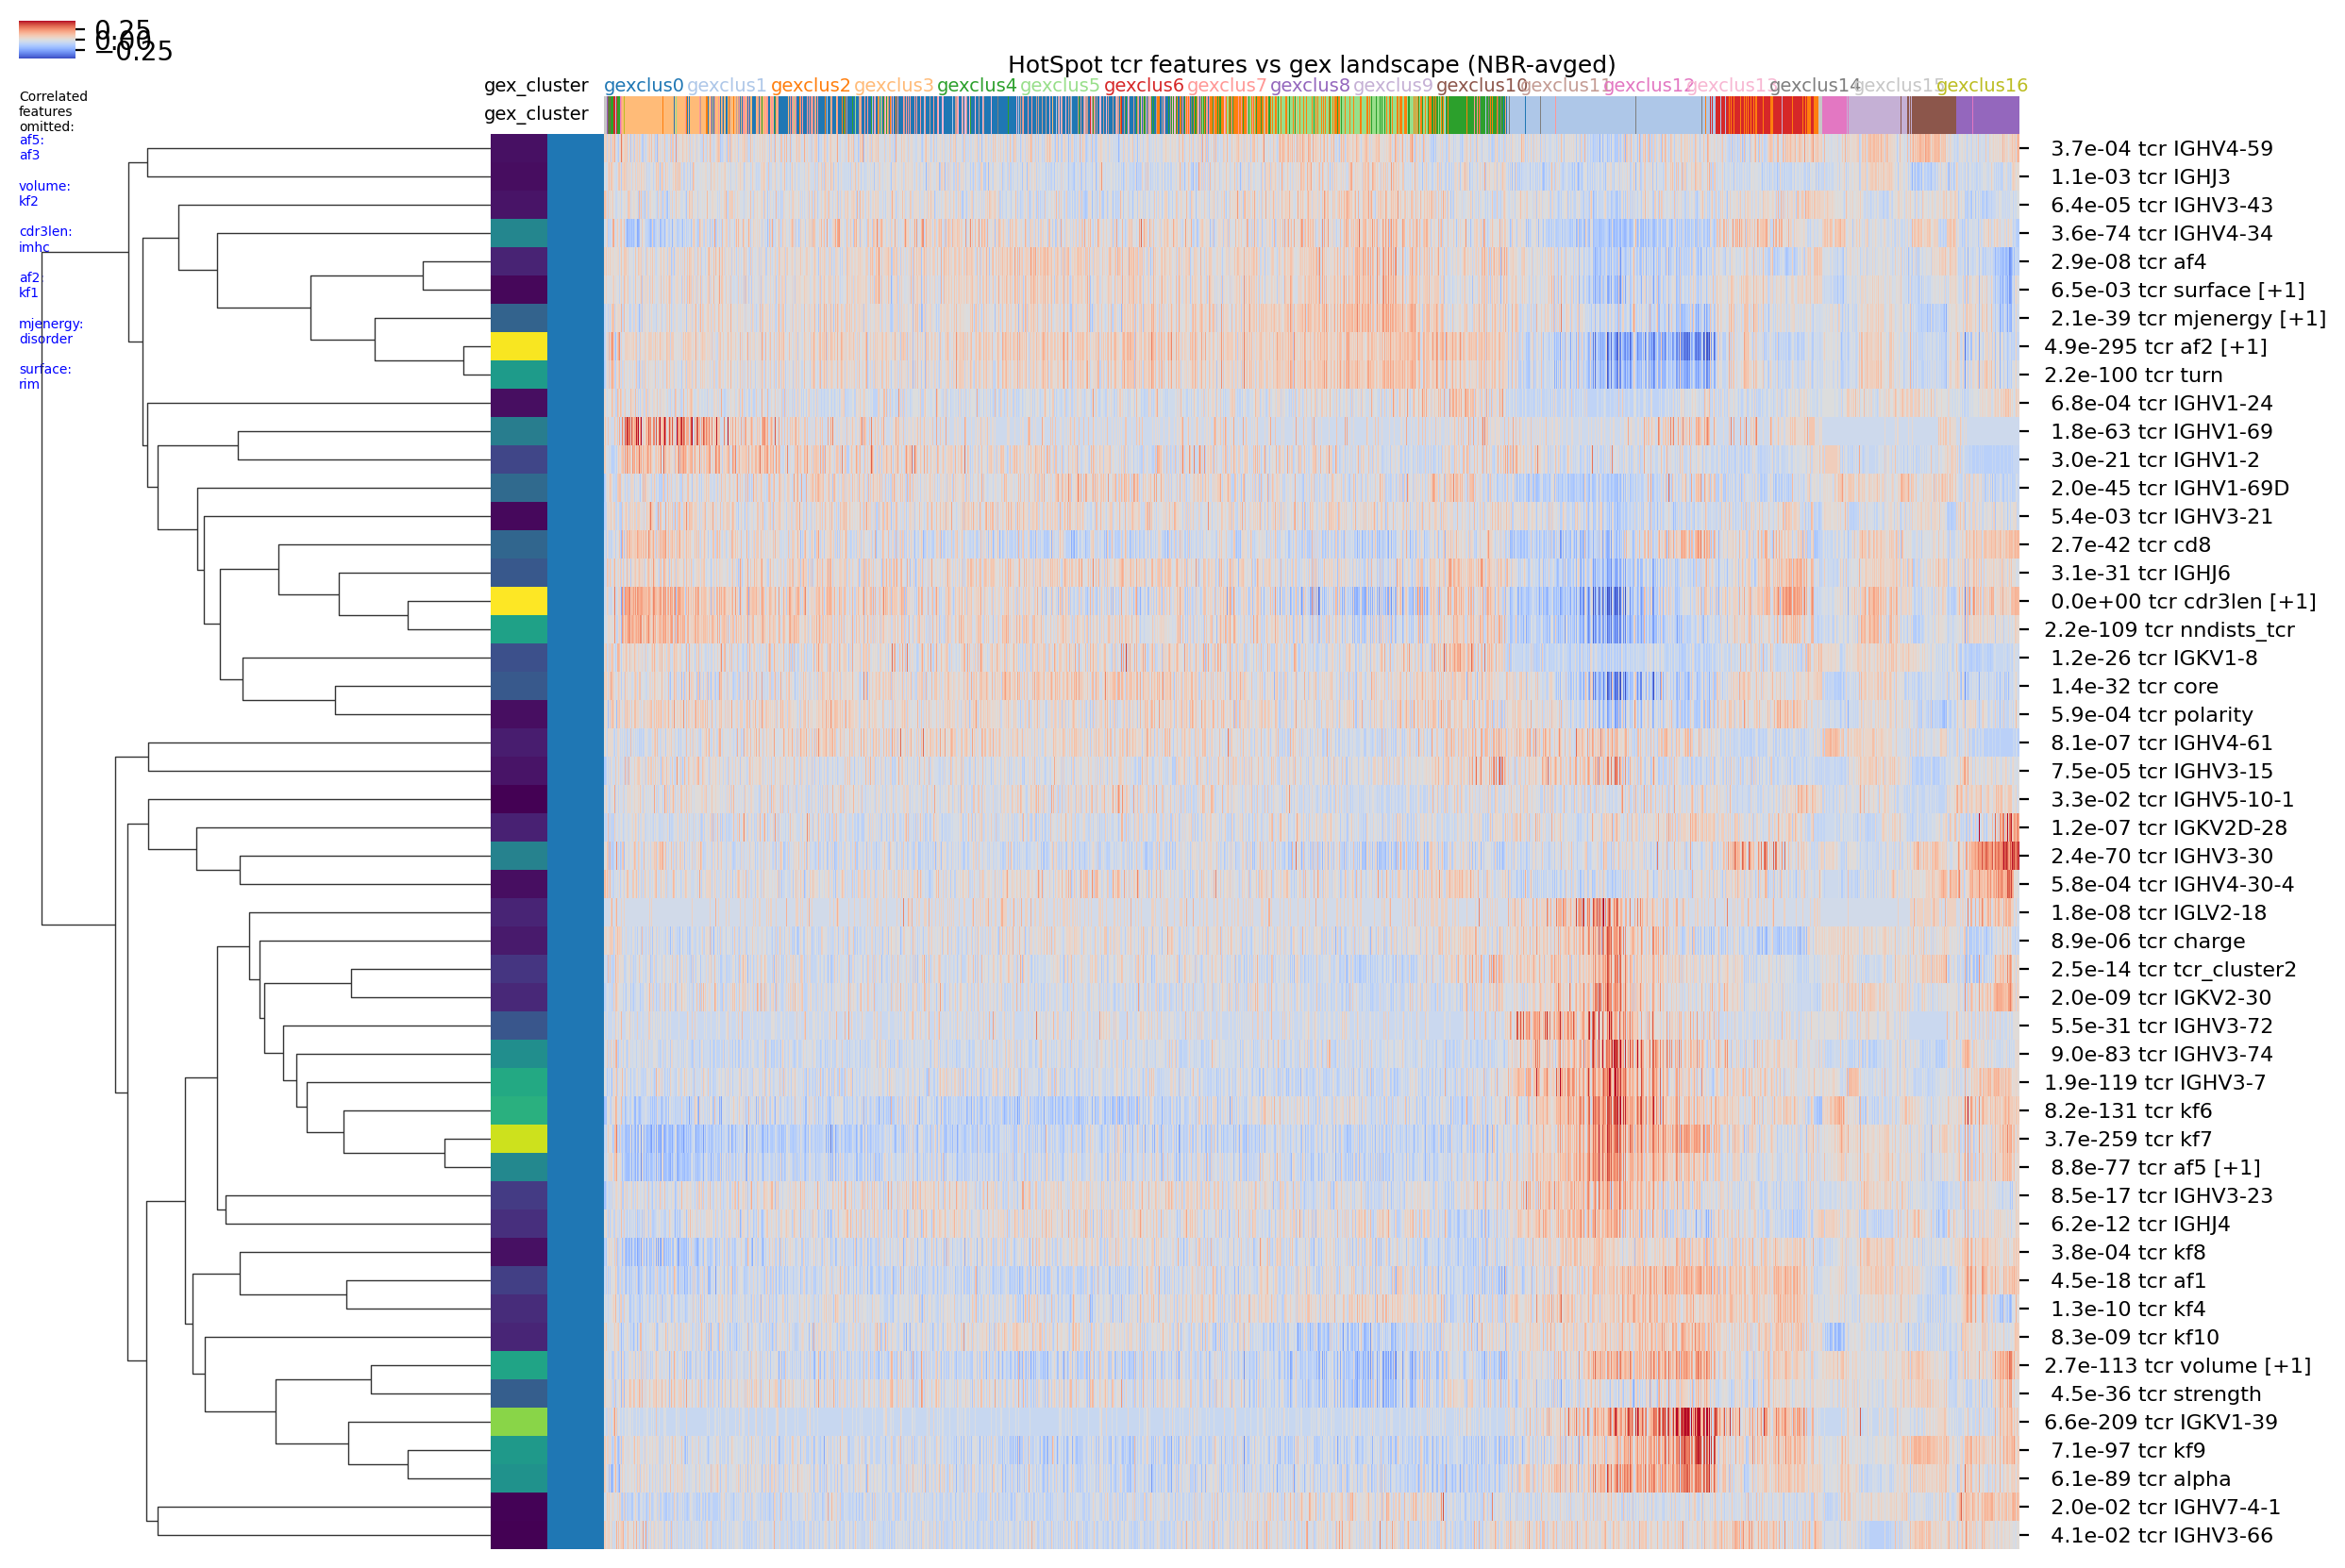 0.25
0.00
−0.25
HotSpot tcr features vs gex landscape (NBR-avged)
gex_cluster gexclus0 gexclus1 gexclus2 gexclus3 gexclus4 gexclus5 gexclus6 gexclus7 gexclus8 gexclus9 gexclus10 gexclus11 gexclus12 gexclus13 gexclus14 gexclus15 gexclus16
gex_cluster
Correlated
features
omitted:
af5:
af3
volume:
kf2
cdr3len:
imhc
af2:
kf1
mjenergy:
disorder
surface:
rim
3.7e-04 tcr IGHV4-59
1.1e-03 tcr IGHJ3
6.4e-05 tcr IGHV3-43
3.6e-74 tcr IGHV4-34
2.9e-08 tcr af4
6.5e-03 tcr surface [+1]
2.1e-39 tcr mjenergy [+1]
4.9e-295 tcr af2 [+1]
2.2e-100 tcr turn
6.8e-04 tcr IGHV1-24
1.8e-63 tcr IGHV1-69
3.0e-21 tcr IGHV1-2
2.0e-45 tcr IGHV1-69D
5.4e-03 tcr IGHV3-21
2.7e-42 tcr cd8
3.1e-31 tcr IGHJ6
0.0e+00 tcr cdr3len [+1]
2.2e-109 tcr nndists_tcr
1.2e-26 tcr IGKV1-8
1.4e-32 tcr core
5.9e-04 tcr polarity
8.1e-07 tcr IGHV4-61
7.5e-05 tcr IGHV3-15
3.3e-02 tcr IGHV5-10-1
1.2e-07 tcr IGKV2D-28
2.4e-70 tcr IGHV3-30
5.8e-04 tcr IGHV4-30-4
1.8e-08 tcr IGLV2-18
8.9e-06 tcr charge
2.5e-14 tcr tcr_cluster2
2.0e-09 tcr IGKV2-30
5.5e-31 tcr IGHV3-72
9.0e-83 tcr IGHV3-74
1.9e-119 tcr IGHV3-7
8.2e-131 tcr kf6
3.7e-259 tcr kf7
8.8e-77 tcr af5 [+1]
8.5e-17 tcr IGHV3-23
6.2e-12 tcr IGHJ4
3.8e-04 tcr kf8
4.5e-18 tcr af1
1.3e-10 tcr kf4
8.3e-09 tcr kf10
2.7e-113 tcr volume [+1]
4.5e-36 tcr strength
6.6e-209 tcr IGKV1-39
7.1e-97 tcr kf9
6.1e-89 tcr alpha
2.0e-02 tcr IGHV7-4-1
4.1e-02 tcr IGHV3-66